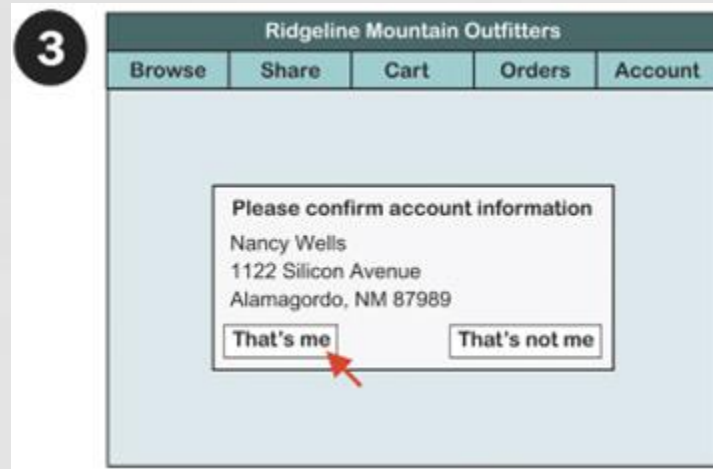 3
Ridgeline Mountain Outfitters
Browse Share Cart Orders Account
Please confirm account information
Nancy Wells
1122 Silicon Avenue
Alamagordo, NM 87989
That's me That's not me